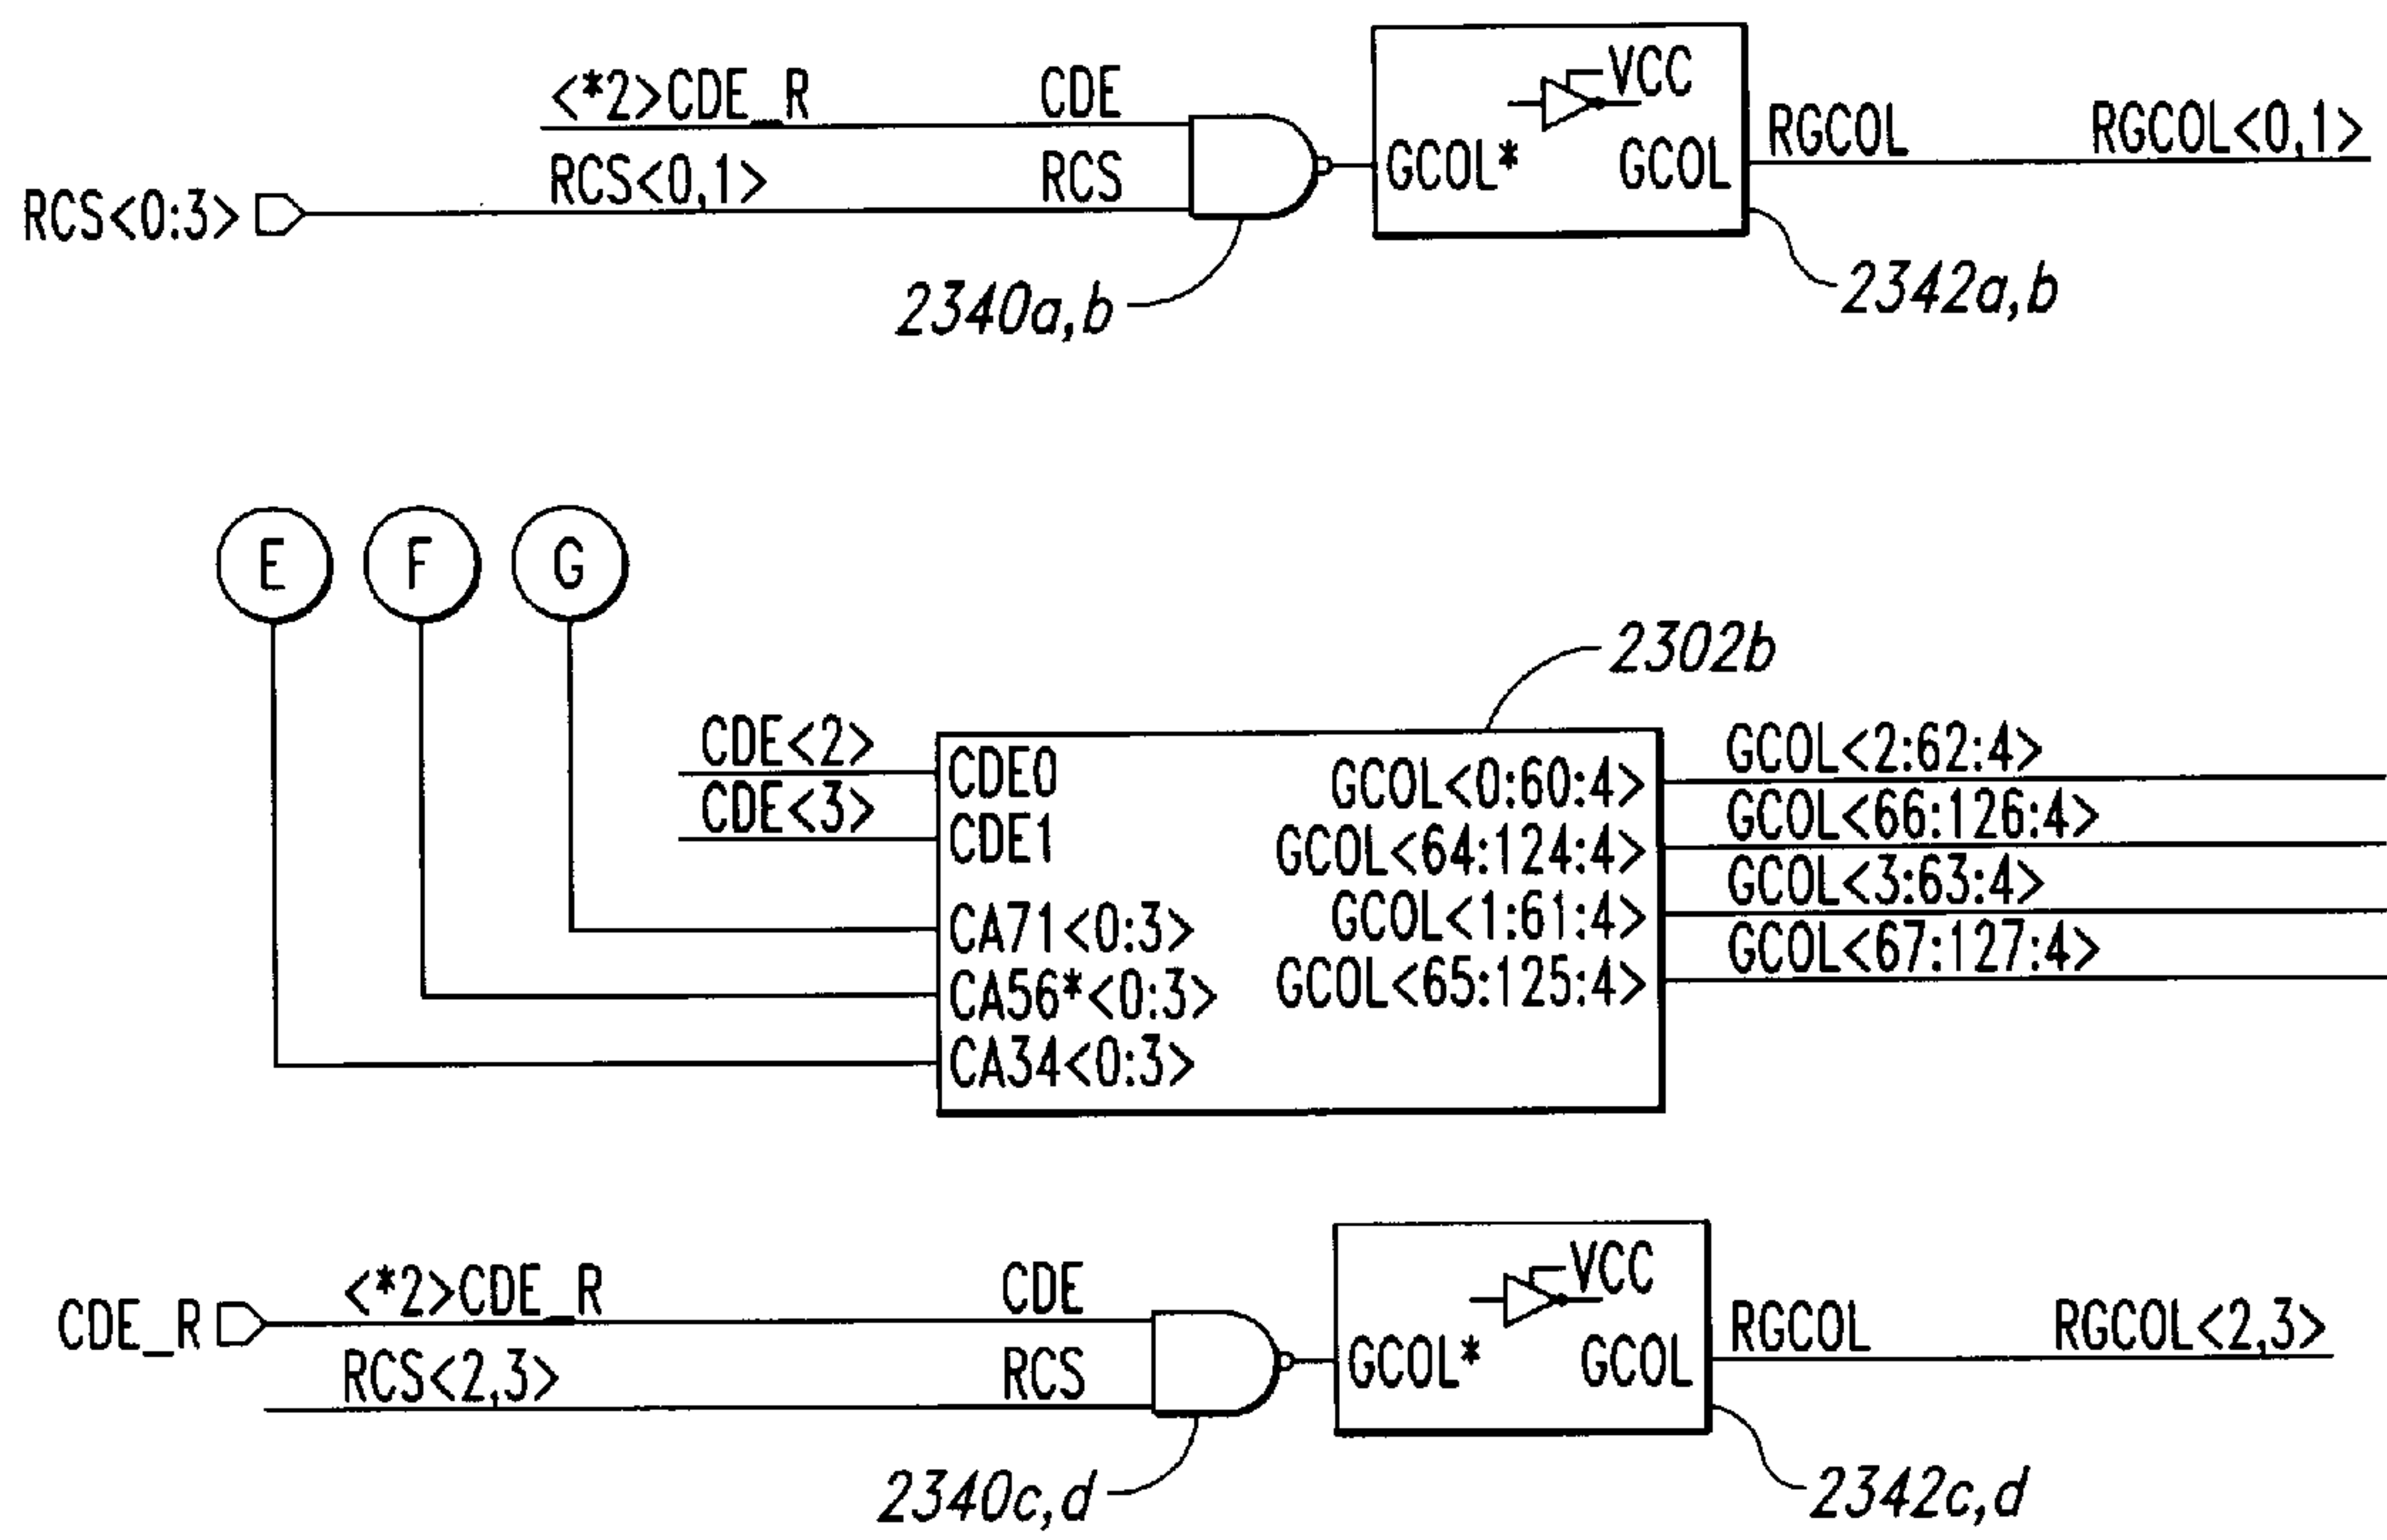 <*2>CDE_R CDE VCC
RCS<0:3> RCS<0,1> RCS GCOL* GCOL RGCOL RGCOL<0,1>
2340a,b 2342a,b
E F G
2302b
CDE<2> CDE0 GCOL<0:60:4> GCOL<2:62:4>
CDE<3> CDE1 GCOL<64:124:4> GCOL<66:126:4>
CA71<0:3> GCOL<1:61:4> GCOL<3:63:4>
CA56*<0:3> GCOL<65:125:4> GCOL<67:127:4>
CA34<0:3>
CDE_R <*2>CDE_R CDE VCC
RCS<2,3> RCS GCOL* GCOL RGCOL RGCOL<2,3>
2340c,d 2342c,d